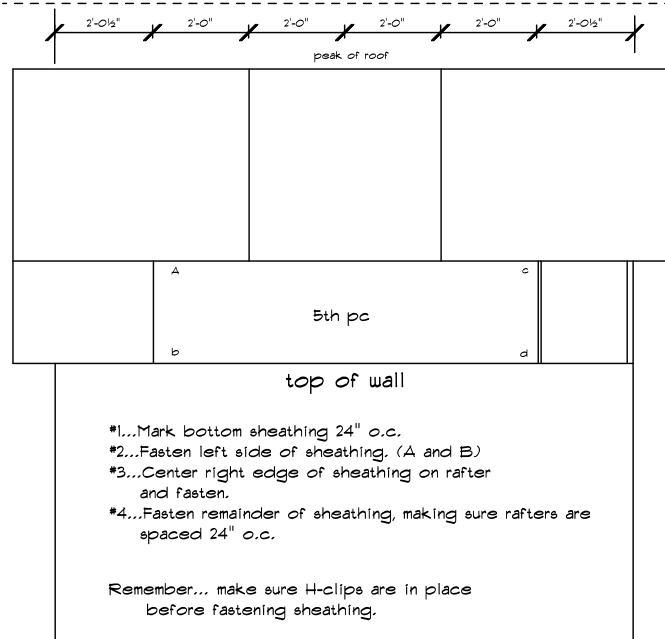 2'-0½" 2'-0" 2'-0" 2'-0" 2'-0" 2'-0½"
peak of roof
A c
5th pc
b d
top of wall
#1...Mark bottom sheathing 24" o.c.
#2...Fasten left side of sheathing. (A and B)
#3...Center right edge of sheathing on rafter
and fasten.
#4...Fasten remainder of sheathing, making sure rafters are
spaced 24" o.c.
Remember... make sure H-clips are in place
before fastening sheathing.